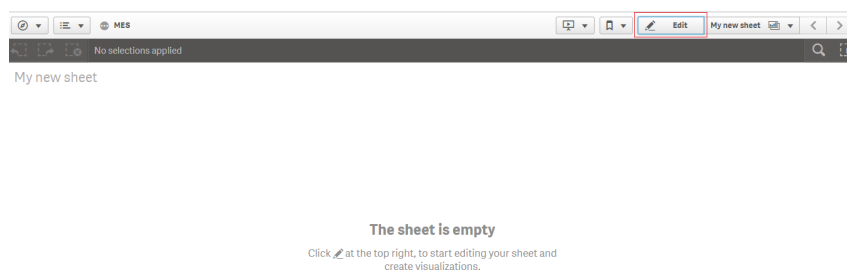 MES
Edit
My new sheet
No selections applied
My new sheet
The sheet is empty
Click at the top right, to start editing your sheet and
create visualizations.